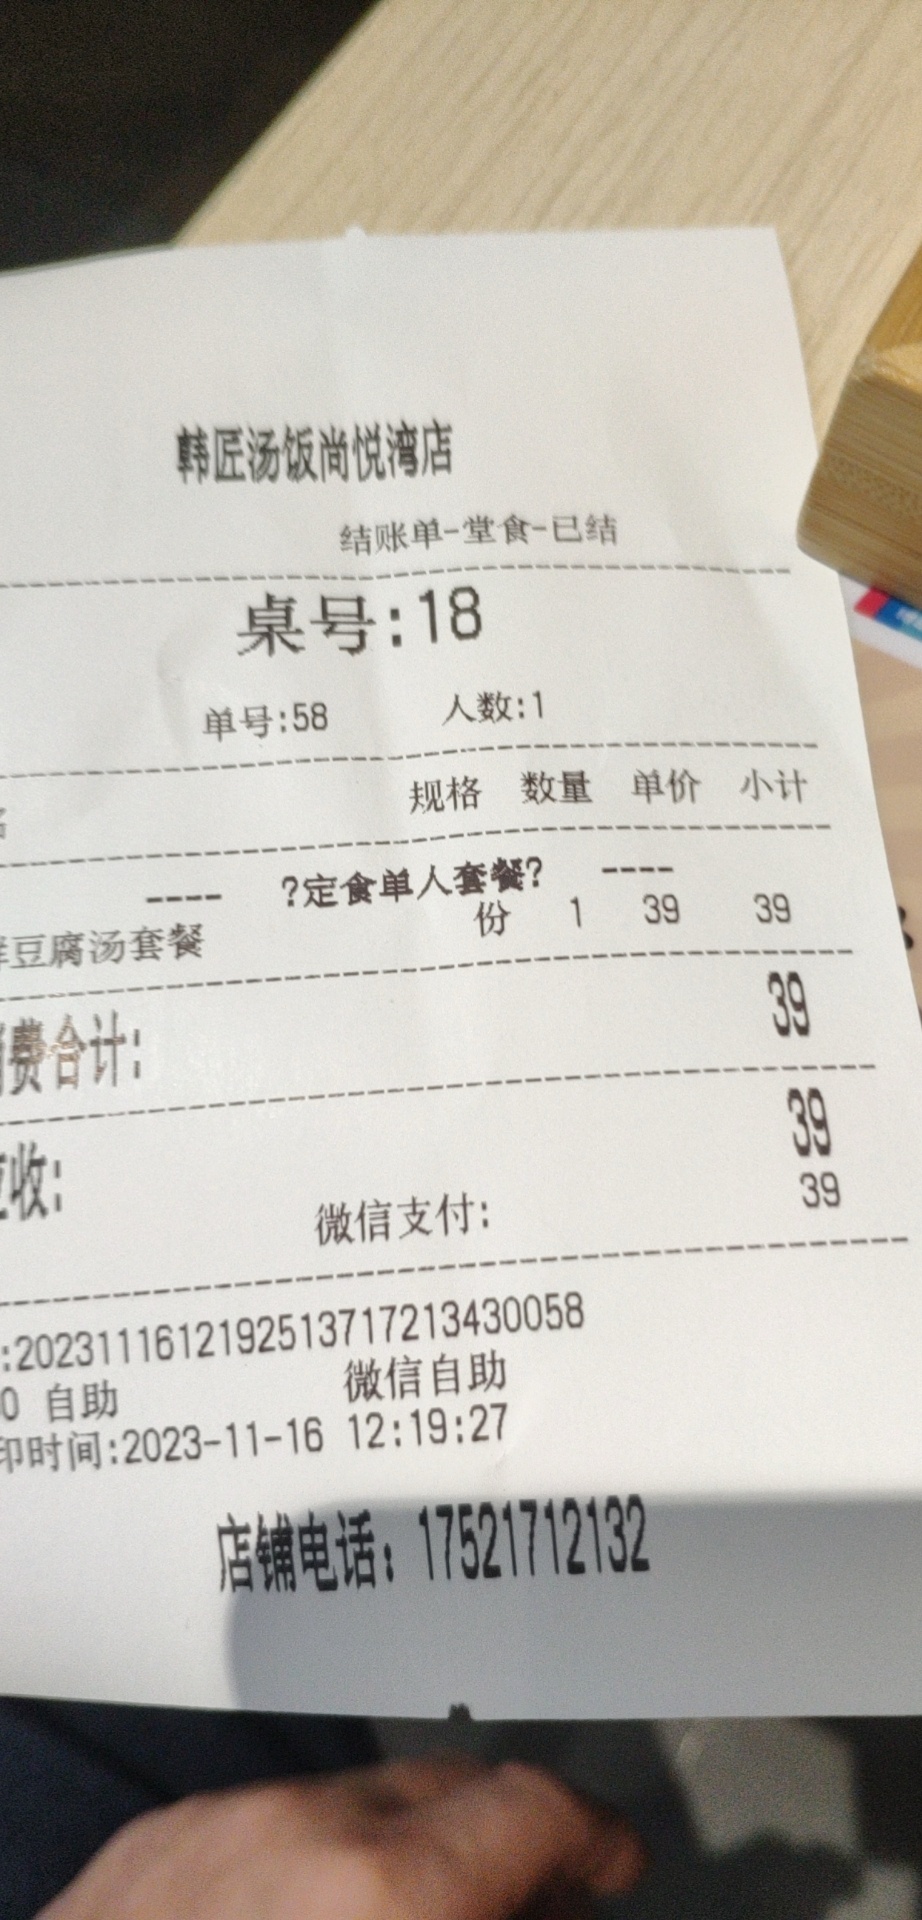 韩匠汤饭尚悦湾店
结账单-堂食-已结
桌号:18
单号:58 人数:1
规格 数量 单价 小计
---- ?定食单人套餐? ----
豆腐汤套餐 份 1 39 39
费合计: 39
收: 39
微信支付: 39
:2023111612192513717213430058
0 自助 微信自助
印时间:2023-11-16 12:19:27
店铺电话：17521712132